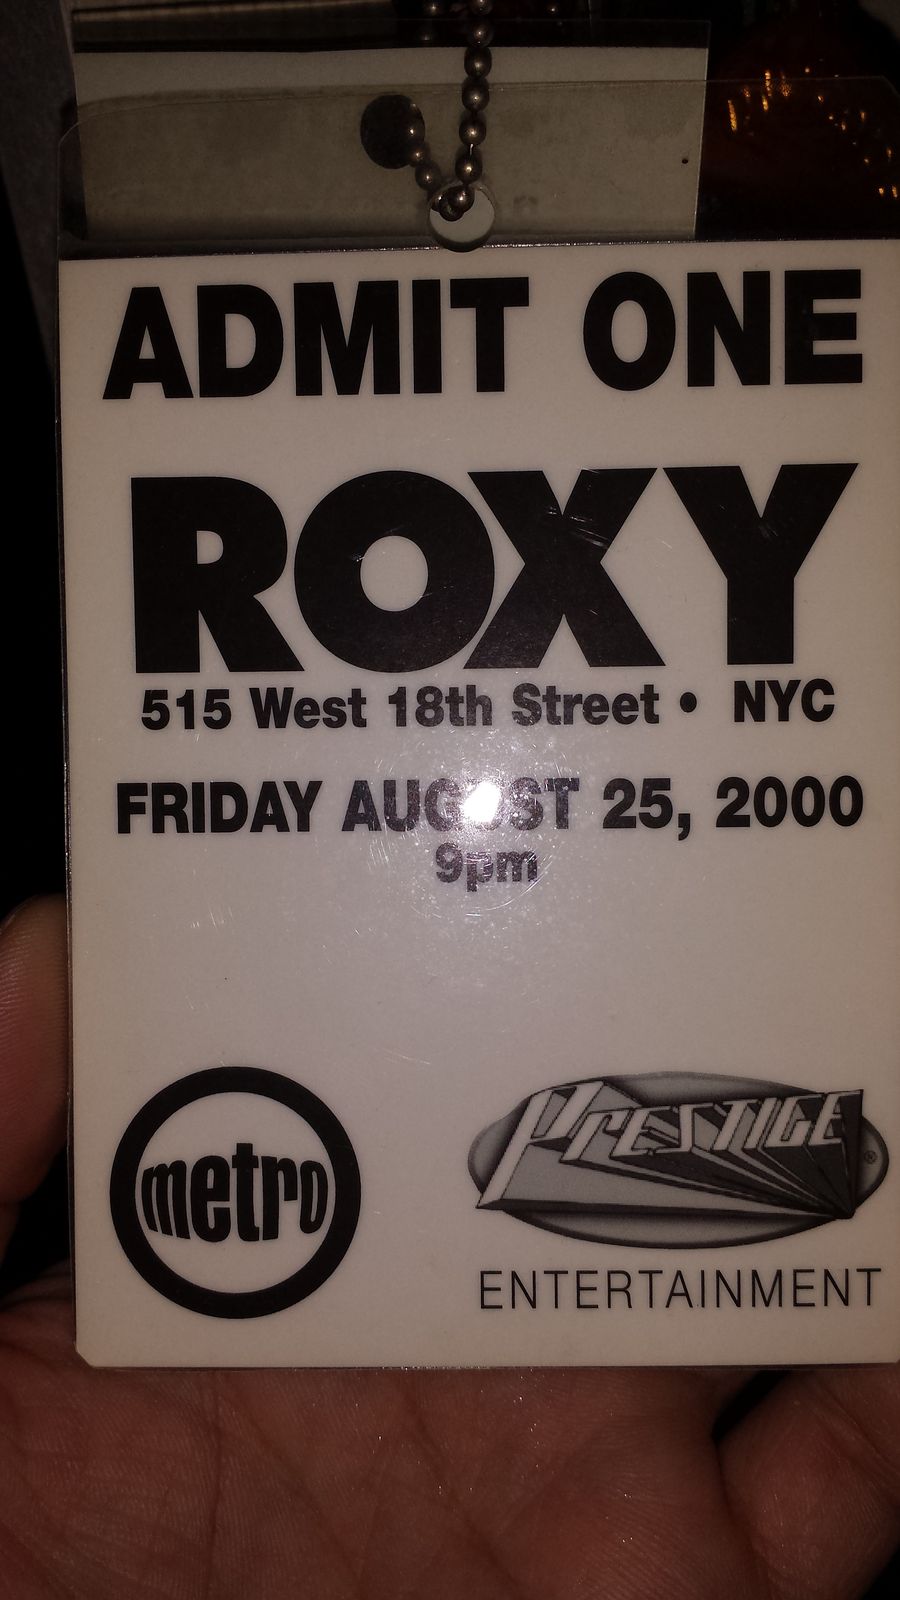 ADMIT ONE
ROXY
515 West 18th Street • NYC
FRIDAY AUGUST 25, 2000
9pm
metro
PRESTIGE ®
ENTERTAINMENT